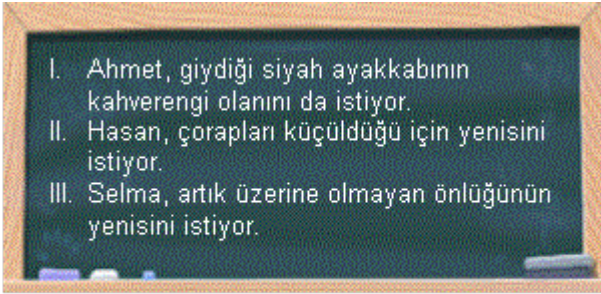 I. Ahmet, giydiği siyah ayakkabının
kahverengi olanını da istiyor.
II. Hasan, çorapları küçüldüğü için yenisini
istiyor.
III. Selma, artık üzerine olmayan önlüğünün
yenisini istiyor.